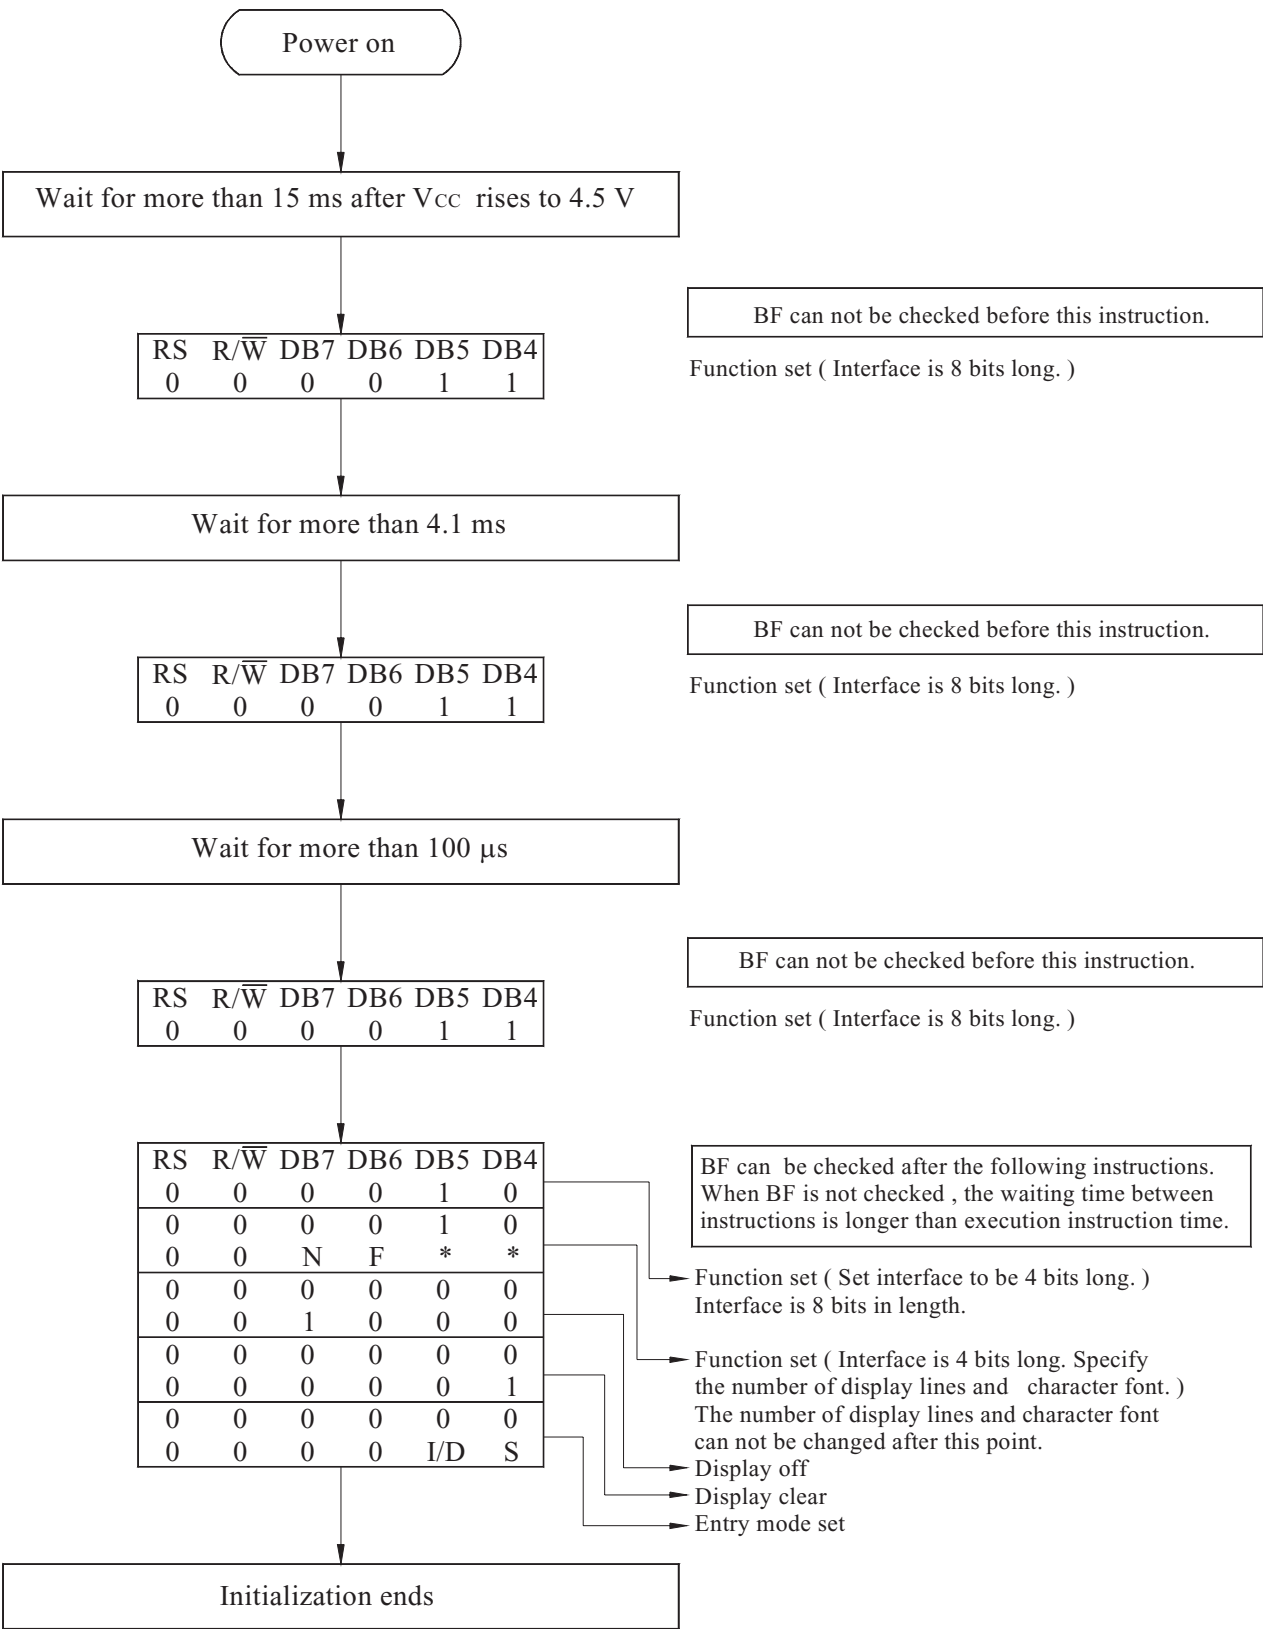 Power on
Wait for more than 15 ms after VCC rises to 4.5 V
BF can not be checked before this instruction.
RS R/W̅ DB7 DB6 DB5 DB4
0 0 0 0 1 1
Function set ( Interface is 8 bits long. )
Wait for more than 4.1 ms
BF can not be checked before this instruction.
RS R/W̅ DB7 DB6 DB5 DB4
0 0 0 0 1 1
Function set ( Interface is 8 bits long. )
Wait for more than 100 μs
BF can not be checked before this instruction.
RS R/W̅ DB7 DB6 DB5 DB4
0 0 0 0 1 1
Function set ( Interface is 8 bits long. )
RS R/W̅ DB7 DB6 DB5 DB4
0 0 0 0 1 0
0 0 0 0 1 0
0 0 N F * *
0 0 0 0 0 0
0 0 1 0 0 0
0 0 0 0 0 0
0 0 0 0 0 1
0 0 0 0 0 0
0 0 0 0 I/D S
BF can be checked after the following instructions.
When BF is not checked , the waiting time between
instructions is longer than execution instruction time.
Function set ( Set interface to be 4 bits long. )
Interface is 8 bits in length.
Function set ( Interface is 4 bits long. Specify
the number of display lines and character font. )
The number of display lines and character font
can not be changed after this point.
Display off
Display clear
Entry mode set
Initialization ends